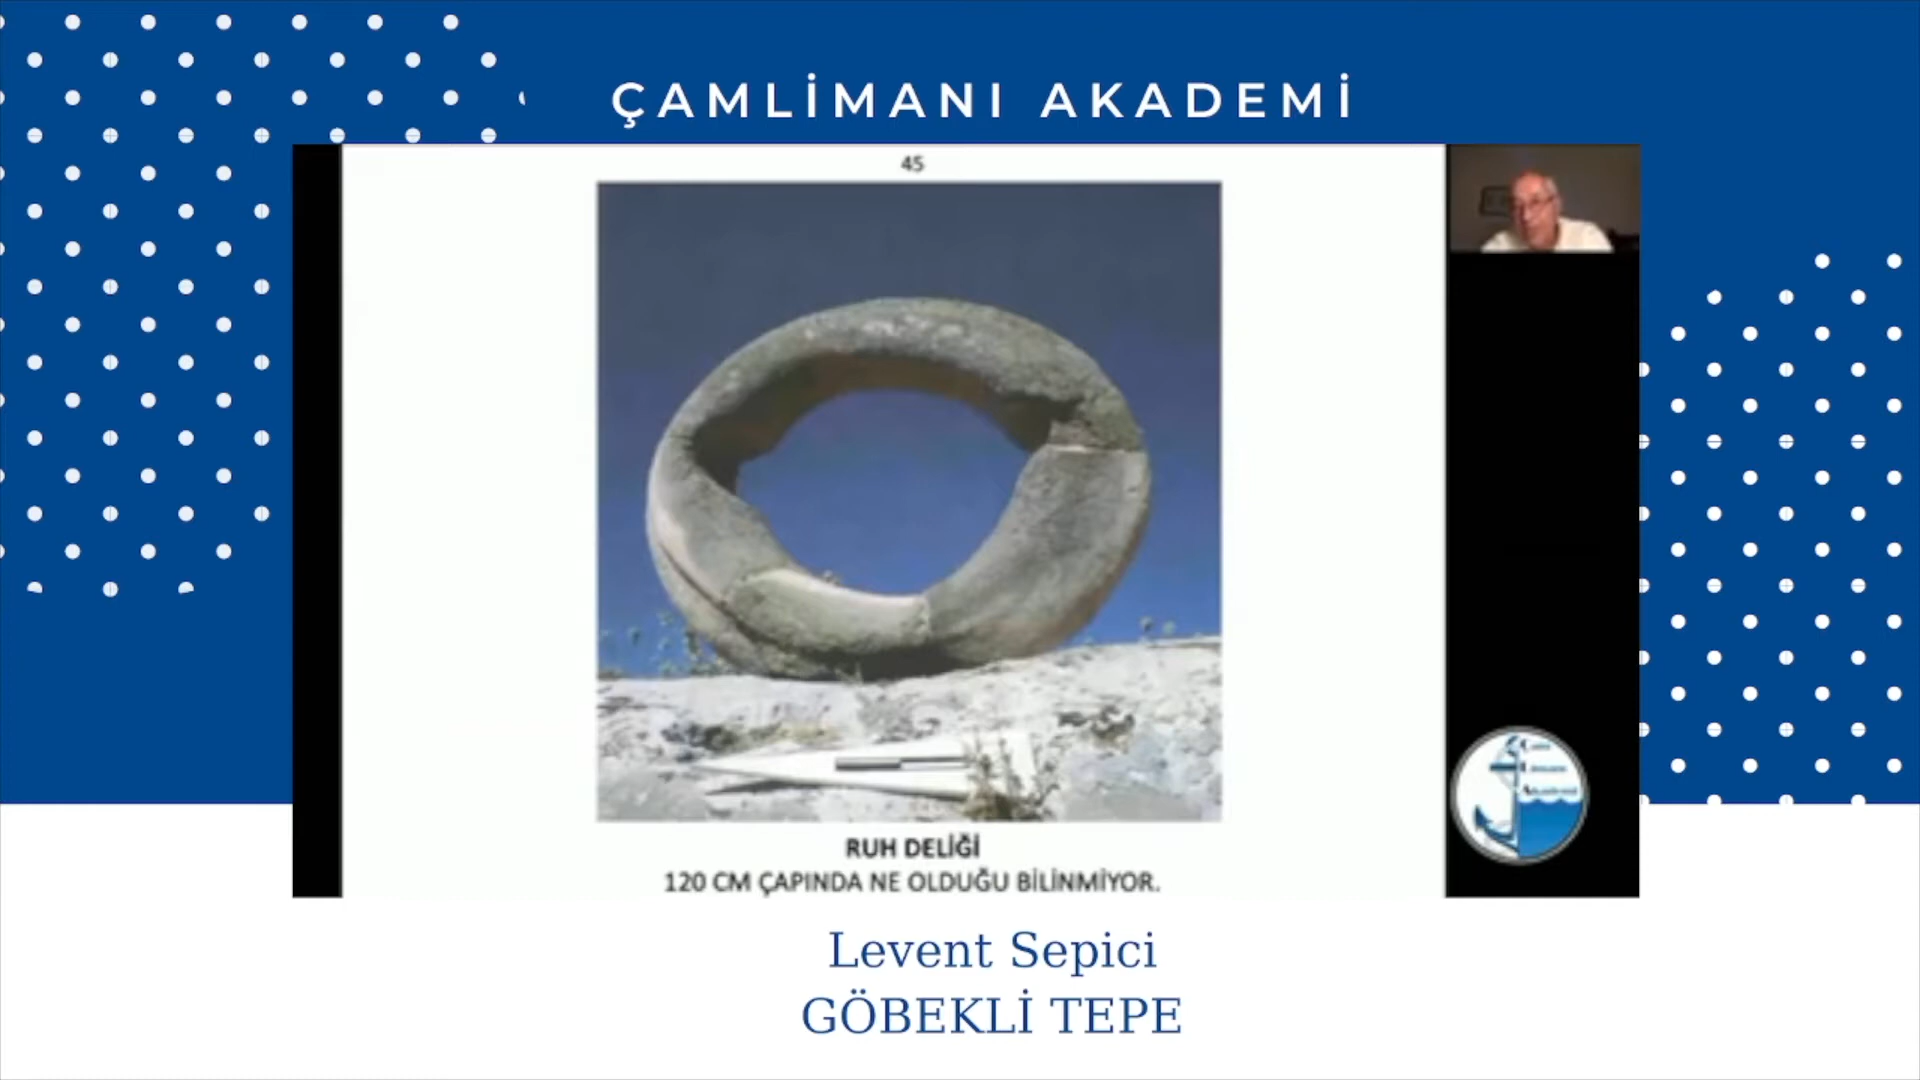 ÇAMLİMANI AKADEMİ
45
RUH DELİĞİ
120 CM ÇAPINDA NE OLDUĞU BİLİNMİYOR.
Levent Sepici
GÖBEKLİ TEPE